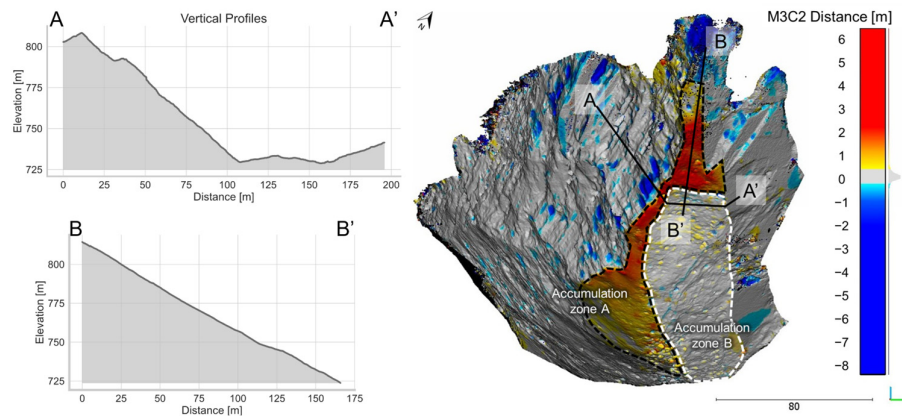 A
Vertical Profiles
A’
800
775
750
725
Elevation [m]
0
25
50
75
100
125
150
175
200
Distance [m]
B
B’
800
775
750
725
Elevation [m]
0
25
50
75
100
125
150
175
Distance [m]
N
B
A
A’
B’
Accumulation
zone A
Accumulation
zone B
M3C2 Distance [m]
6
5
4
3
2
1
0
−1
−2
−3
−4
−5
−6
−7
−8
80